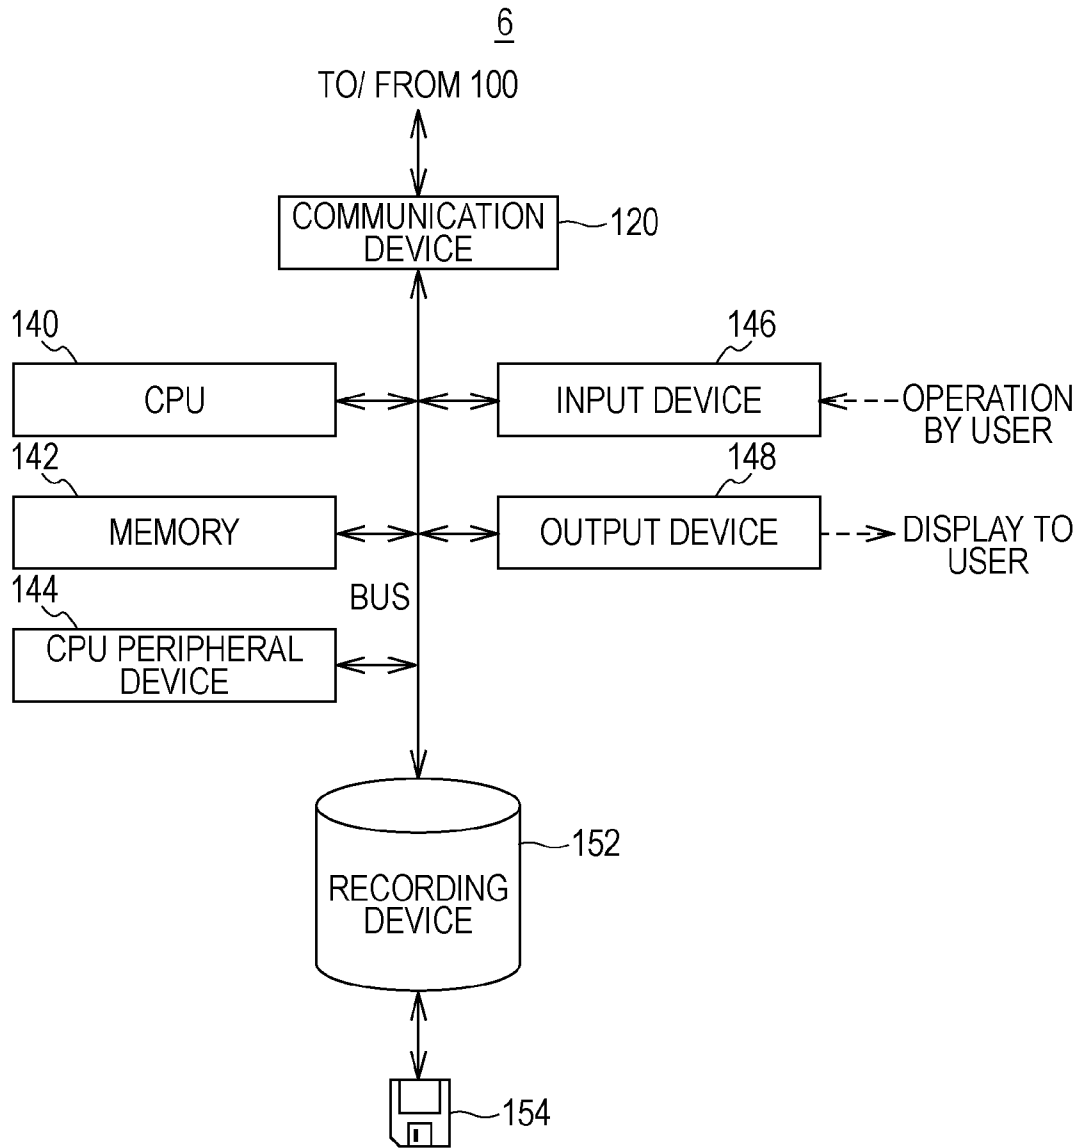 6
TO/ FROM 100
COMMUNICATION
DEVICE
120
140
CPU
146
INPUT DEVICE
OPERATION
BY USER
142
MEMORY
148
OUTPUT DEVICE
DISPLAY TO
USER
BUS
144
CPU PERIPHERAL
DEVICE
RECORDING
DEVICE
152
154